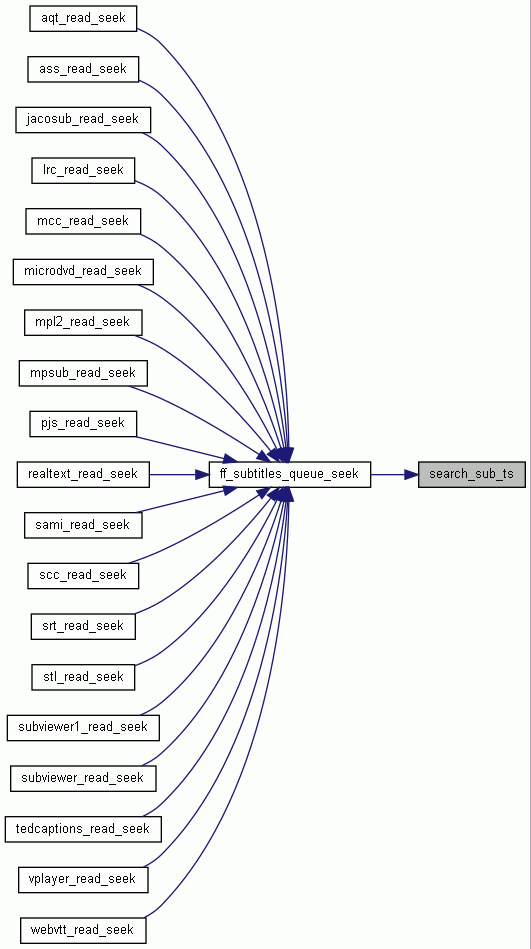 aqt_read_seek
ass_read_seek
jacosub_read_seek
lrc_read_seek
mcc_read_seek
microdvd_read_seek
mpl2_read_seek
mpsub_read_seek
pjs_read_seek
realtext_read_seek
ff_subtitles_queue_seek
search_sub_ts
sami_read_seek
scc_read_seek
srt_read_seek
stl_read_seek
subviewer1_read_seek
subviewer_read_seek
tedcaptions_read_seek
vplayer_read_seek
webvtt_read_seek